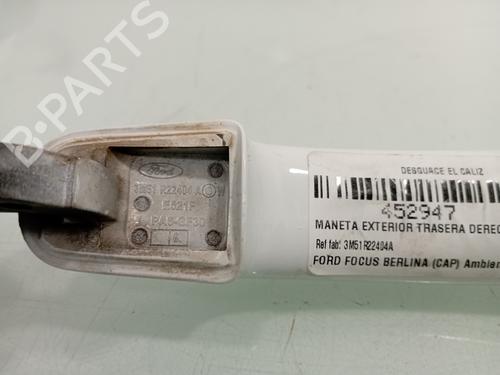 B-PARTS
Ford
3M51 R22404 A
DESGUACE EL CALIZ
452947
MANETA EXTERIOR TRASERA DEREC
Ref fab: 3M51R22404A
FORD FOCUS BERLINA (CAP) Ambien